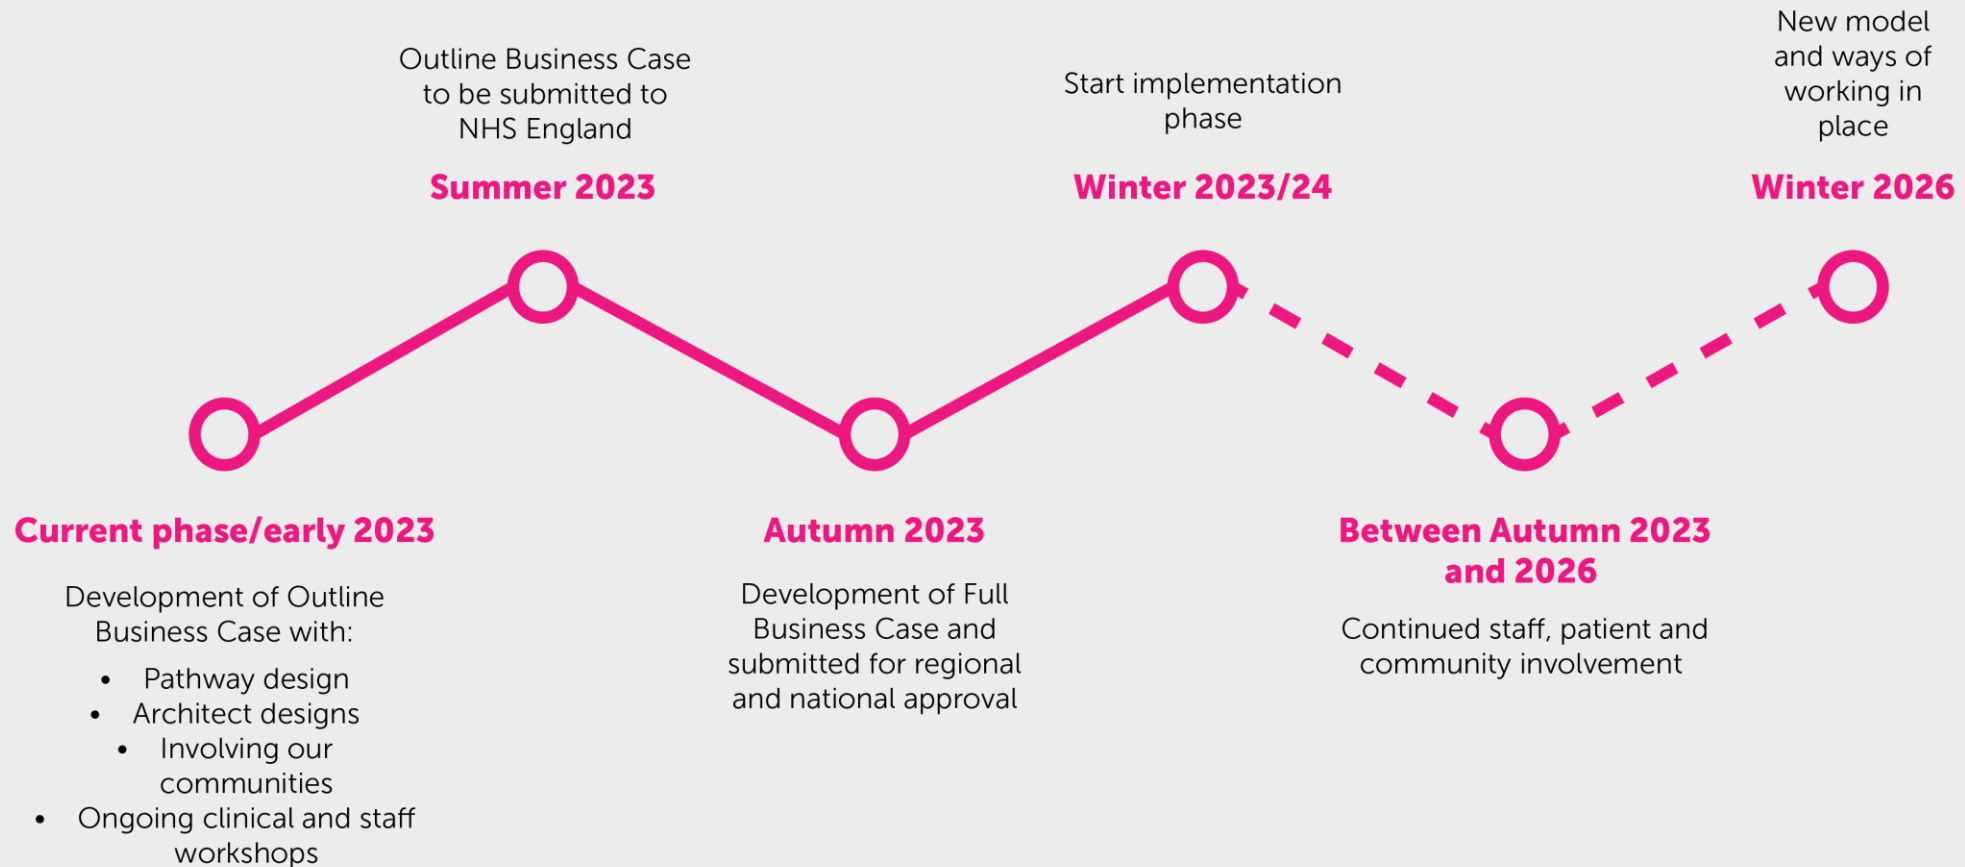 Current phase/early 2023
Development of Outline
Business Case with:
• Pathway design
• Architect designs
• Involving our
communities
• Ongoing clinical and staff
workshops
Outline Business Case
to be submitted to
NHS England
Summer 2023
Autumn 2023
Development of Full
Business Case and
submitted for regional
and national approval
Start implementation
phase
Winter 2023/24
Between Autumn 2023
and 2026
Continued staff, patient and
community involvement
New model
and ways of
working in
place
Winter 2026